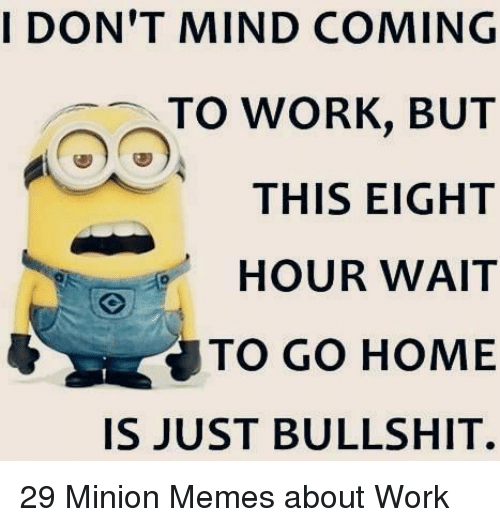 I DON'T MIND COMING
TO WORK, BUT
THIS EIGHT
HOUR WAIT
TO GO HOME
IS JUST BULLSHIT.
29 Minion Memes about Work